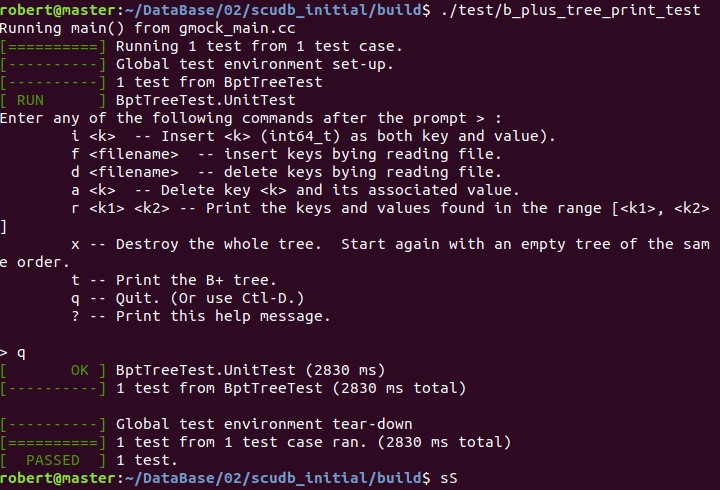 robert@master:~/DataBase/02/scudb_initial/build$ ./test/b_plus_tree_print_test
Running main() from gmock_main.cc
[==========] Running 1 test from 1 test case.
[----------] Global test environment set-up.
[----------] 1 test from BptTreeTest
[ RUN      ] BptTreeTest.UnitTest
Enter any of the following commands after the prompt > :
        i <k>  -- Insert <k> (int64_t) as both key and value).
        f <filename>  -- insert keys bying reading file.
        d <filename>  -- delete keys bying reading file.
        a <k>  -- Delete key <k> and its associated value.
        r <k1> <k2> -- Print the keys and values found in the range [<k1>, <k2>
]
        x -- Destroy the whole tree.  Start again with an empty tree of the sam
e order.
        t -- Print the B+ tree.
        q -- Quit. (Or use Ctl-D.)
        ? -- Print this help message.
> q
[       OK ] BptTreeTest.UnitTest (2830 ms)
[----------] 1 test from BptTreeTest (2830 ms total)
[----------] Global test environment tear-down
[==========] 1 test from 1 test case ran. (2830 ms total)
[  PASSED  ] 1 test.
robert@master:~/DataBase/02/scudb_initial/build$ sS